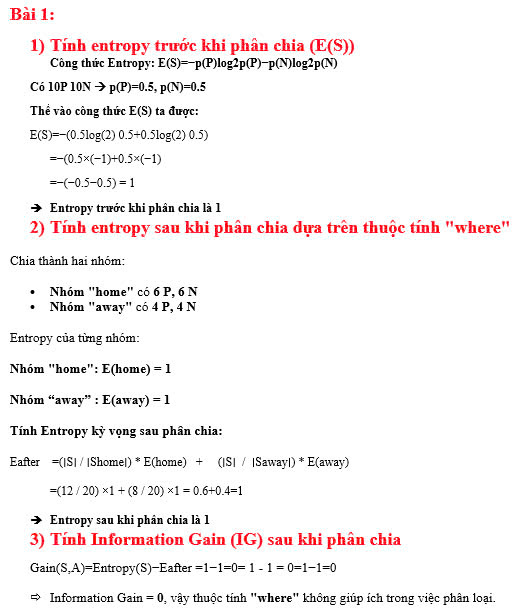 Bài 1:
1) Tính entropy trước khi phân chia (E(S))
Công thức Entropy: E(S)=−p(P)log2p(P)−p(N)log2p(N)
Có 10P 10N → p(P)=0.5, p(N)=0.5
Thế vào công thức E(S) ta được:
E(S)=−(0.5log(2) 0.5+0.5log(2) 0.5)
=−(0.5×(−1)+0.5×(−1)
=−(−0.5−0.5) = 1
➔ Entropy trước khi phân chia là 1
2) Tính entropy sau khi phân chia dựa trên thuộc tính "where"
Chia thành hai nhóm:
• Nhóm "home" có 6 P, 6 N
• Nhóm "away" có 4 P, 4 N
Entropy của từng nhóm:
Nhóm "home": E(home) = 1
Nhóm “away” : E(away) = 1
Tính Entropy kỳ vọng sau phân chia:
Eafter =(|S| / |Shome|) * E(home) + (|S| / |Saway|) * E(away)
=(12 / 20) ×1 + (8 / 20) ×1 = 0.6+0.4=1
➔ Entropy sau khi phân chia là 1
3) Tính Information Gain (IG) sau khi phân chia
Gain(S,A)=Entropy(S)−Eafter =1−1=0= 1 - 1 = 0=1−1=0
⇨ Information Gain = 0, vậy thuộc tính "where" không giúp ích trong việc phân loại.